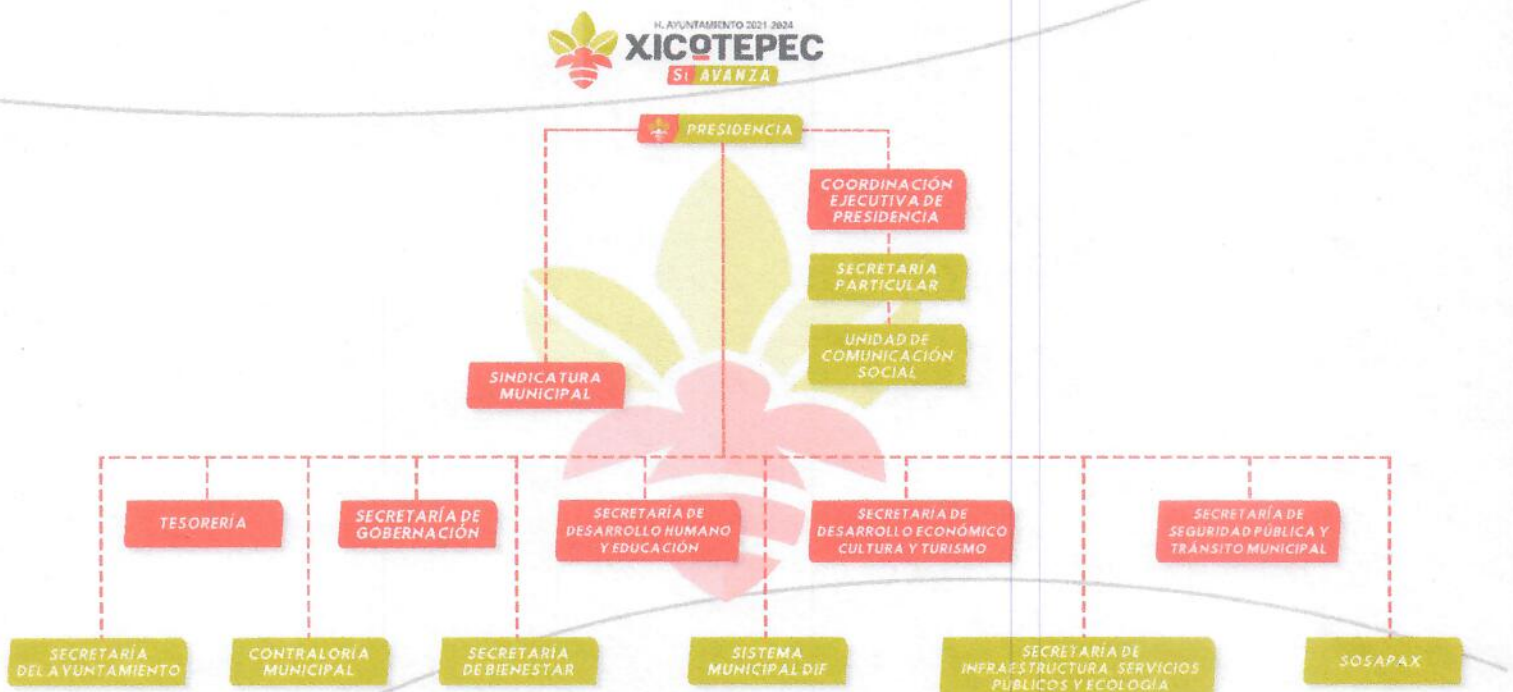 H. AYUNTAMIENTO 2021-2024
XICOTEPEC
SI AVANZA
PRESIDENCIA
COORDINACIÓN
EJECUTIVA DE
PRESIDENCIA
SECRETARÍA
PARTICULAR
UNIDAD DE
COMUNICACIÓN
SOCIAL
SINDICATURA
MUNICIPAL
TESORERÍA
SECRETARÍA DE
GOBERNACIÓN
SECRETARÍA DE
DESARROLLO HUMANO
Y EDUCACIÓN
SECRETARÍA DE
DESARROLLO ECONÓMICO
CULTURA Y TURISMO
SECRETARÍA DE
SEGURIDAD PÚBLICA Y
TRÁNSITO MUNICIPAL
SECRETARÍA
DEL AYUNTAMIENTO
CONTRALORÍA
MUNICIPAL
SECRETARÍA
DE BIENESTAR
SISTEMA
MUNICIPAL DIF
SECRETARÍA DE
INFRAESTRUCTURA, SERVICIOS
PÚBLICOS Y ECOLOGÍA
SOSAPAX